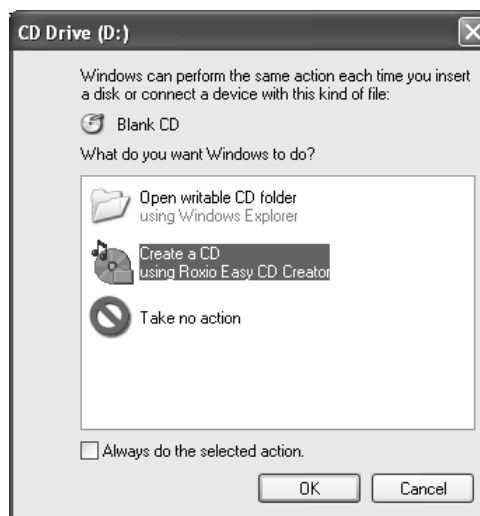 CD Drive (D:)
Windows can perform the same action each time you insert
a disk or connect a device with this kind of file:
Blank CD
What do you want Windows to do?
Open writable CD folder
using Windows Explorer
Create a CD
using Roxio Easy CD Creator
Take no action
Always do the selected action.
OK
Cancel